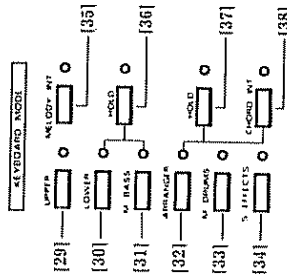 KEYBOARD MODE
[29] UPPER MELODY INT [35]
[30] LOWER HOLD [36]
[31] M BASS
[32] ARRANGER
[33] M DRUMS HOLD [37]
[34] S EFFECTS CHORD INT [38]